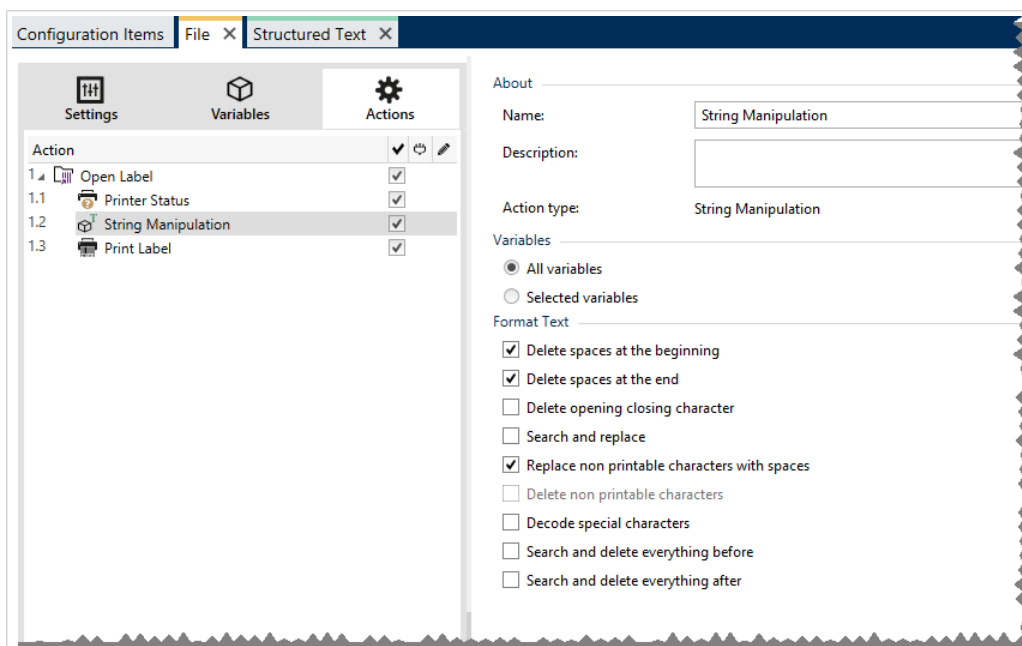 Configuration Items File Structured Text
Settings Variables Actions
Action
1 Open Label
1.1 Printer Status
1.2 String Manipulation
1.3 Print Label
About
Name: String Manipulation
Description:
Action type: String Manipulation
Variables
All variables
Selected variables
Format Text
Delete spaces at the beginning
Delete spaces at the end
Delete opening closing character
Search and replace
Replace non printable characters with spaces
Delete non printable characters
Decode special characters
Search and delete everything before
Search and delete everything after